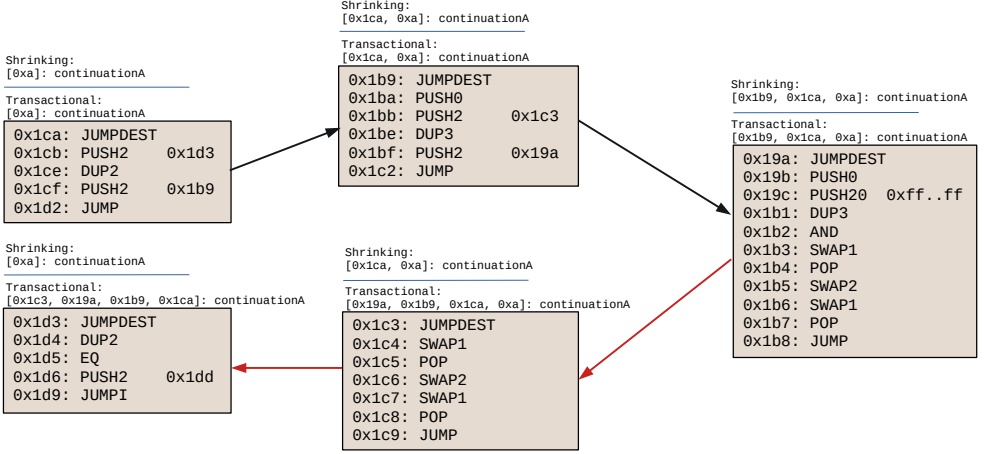 Shrinking:
[0xa]: continuationA
Transactional:
[0xa]: continuationA
0x1ca: JUMPDEST
0x1cb: PUSH2 0x1d3
0x1ce: DUP2
0x1cf: PUSH2 0x1b9
0x1d2: JUMP
Shrinking:
[0x1ca, 0xa]: continuationA
Transactional:
[0x1ca, 0xa]: continuationA
0x1b9: JUMPDEST
0x1ba: PUSH0
0x1bb: PUSH2 0x1c3
0x1be: DUP3
0x1bf: PUSH2 0x19a
0x1c2: JUMP
Shrinking:
[0x1b9, 0x1ca, 0xa]: continuationA
Transactional:
[0x1b9, 0x1ca, 0xa]: continuationA
0x19a: JUMPDEST
0x19b: PUSH0
0x19c: PUSH20 0xff..ff
0x1b1: DUP3
0x1b2: AND
0x1b3: SWAP1
0x1b4: POP
0x1b5: SWAP2
0x1b6: SWAP1
0x1b7: POP
0x1b8: JUMP
Shrinking:
[0x1ca, 0xa]: continuationA
Transactional:
[0x19a, 0x1b9, 0x1ca, 0xa]: continuationA
0x1c3: JUMPDEST
0x1c4: SWAP1
0x1c5: POP
0x1c6: SWAP2
0x1c7: SWAP1
0x1c8: POP
0x1c9: JUMP
Shrinking:
[0xa]: continuationA
Transactional:
[0x1c3, 0x19a, 0x1b9, 0x1ca]: continuationA
0x1d3: JUMPDEST
0x1d4: DUP2
0x1d5: EQ
0x1d6: PUSH2 0x1dd
0x1d9: JUMPI